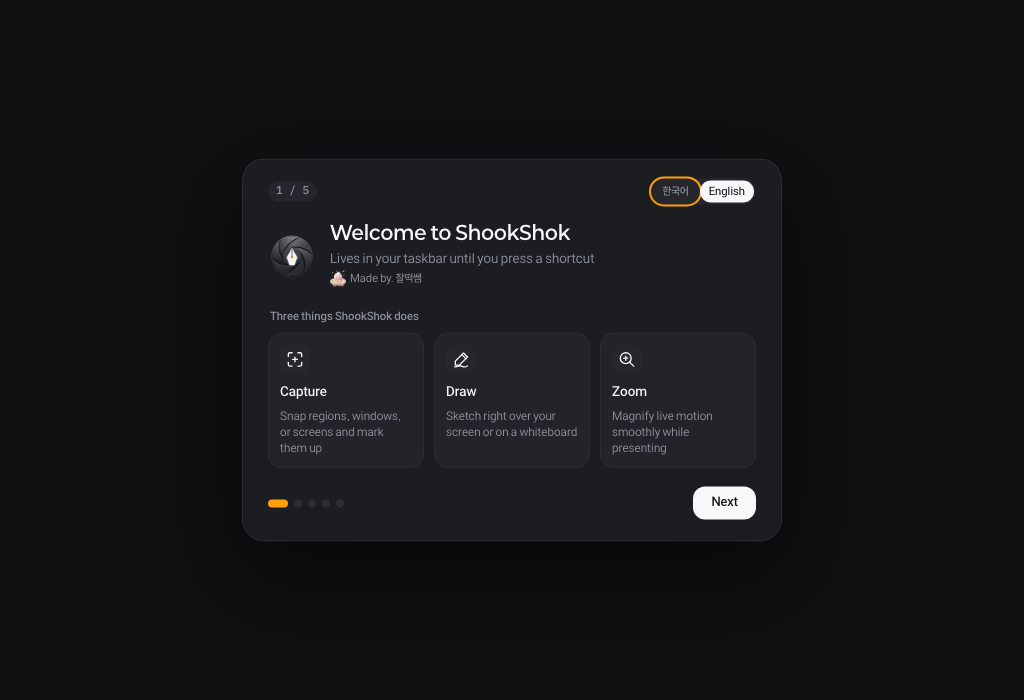 1 / 5
한국어 English
Welcome to ShookShok
Lives in your taskbar until you press a shortcut
Made by. 찰떡쌤
Three things ShookShok does
Capture
Snap regions, windows,
or screens and mark
them up
Draw
Sketch right over your
screen or on a whiteboard
Zoom
Magnify live motion
smoothly while
presenting
Next